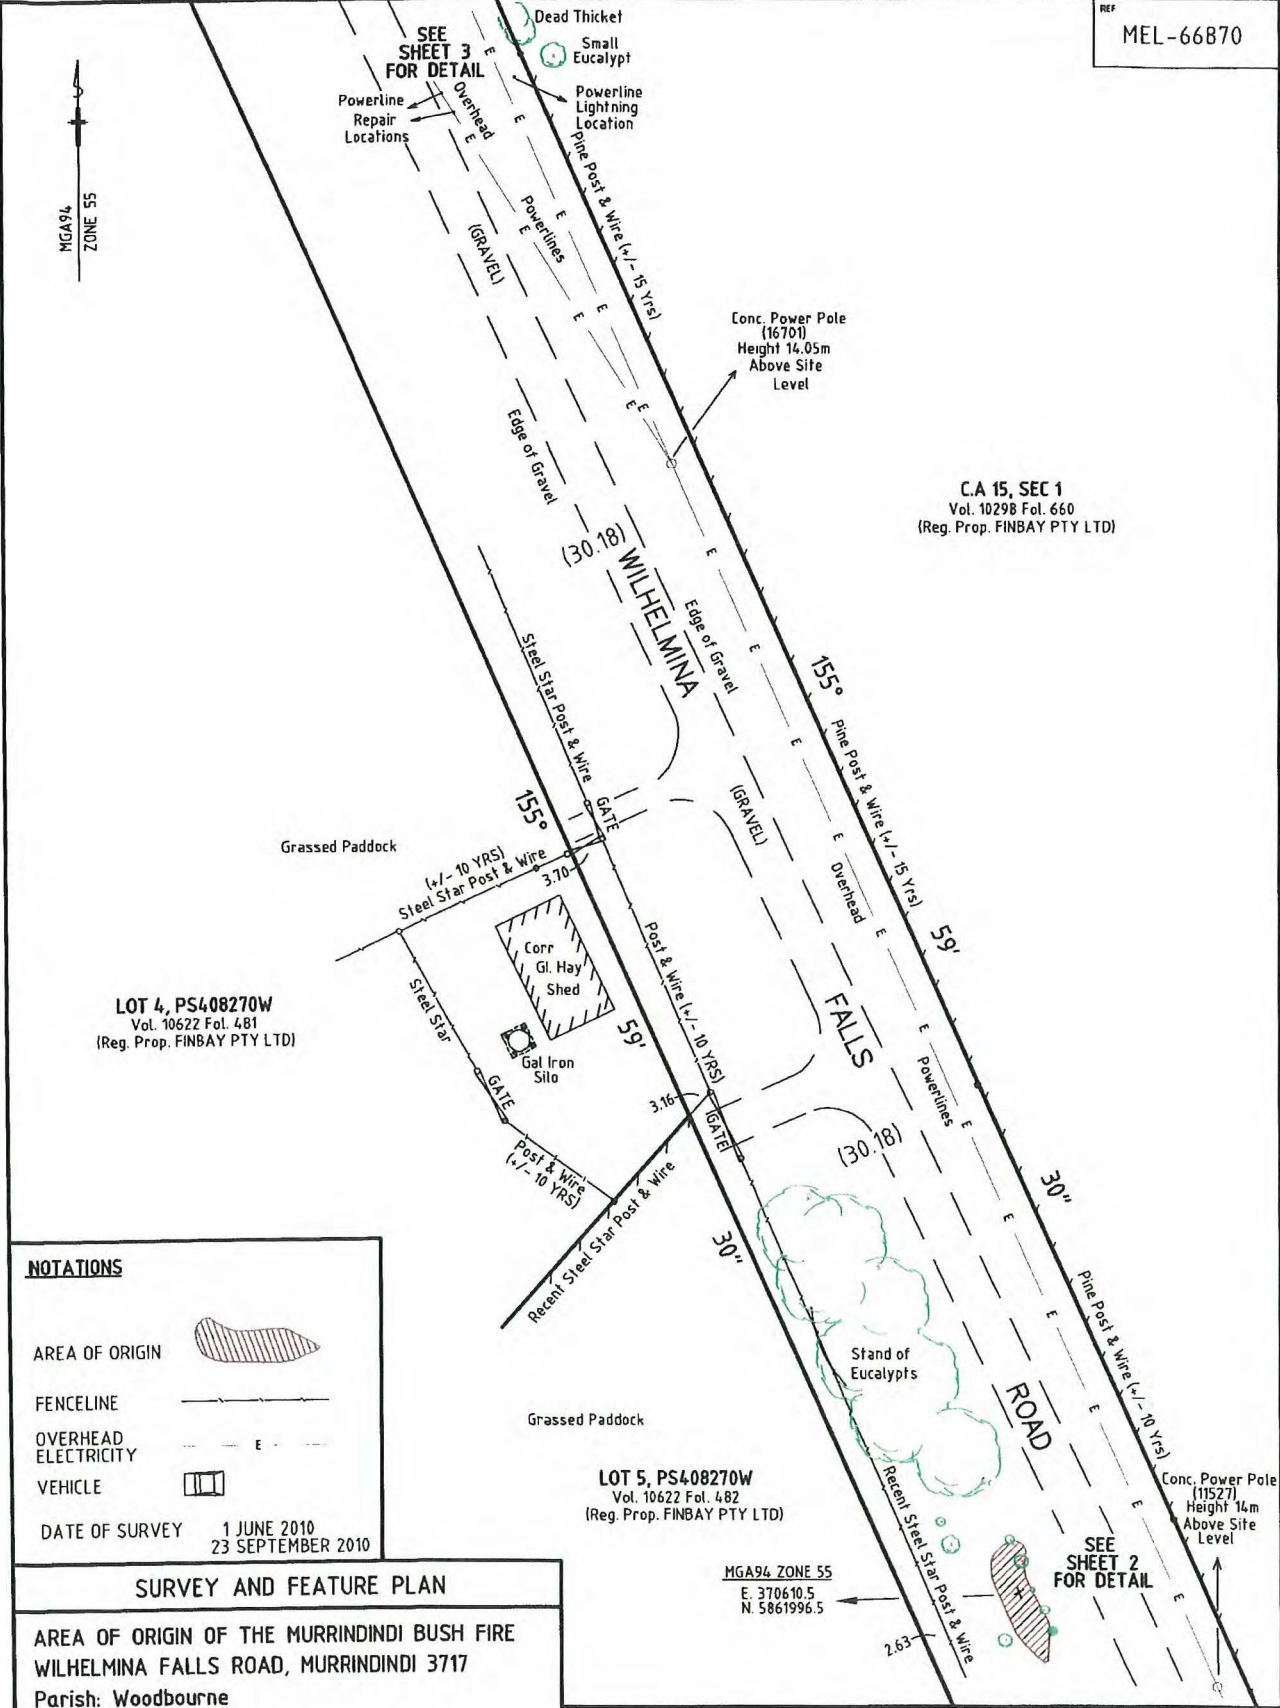 REF
MEL-66870
Dead Thicket
Small
Eucalypt
SEE
SHEET 3
FOR DETAIL
Powerline
Repair
Locations
Powerline
Lightning
Location
Overhead
E
E
E
Powerlines
E
E
E
E
E
E
Pine Post & Wire (+/- 15 Yrs)
MGA94
ZONE 55
(GRAVEL)
Conc. Power Pole
(16701)
Height 14.05m
Above Site
Level
Edge of Gravel
C.A 15, SEC 1
Vol. 10298 Fol. 660
(Reg. Prop. FINBAY PTY LTD)
(30.18)
WILHELMINA
E
Edge of Gravel
E
155°
Steel Star Post & Wire
Pine Post & Wire (+/- 15 Yrs)
E
155°
GATE
(GRAVEL)
Grassed Paddock
(+/- 10 YRS)
Steel Star Post & Wire
3.70
E
Overhead
E
59'
Corr
GI. Hay
Shed
Post & Wire (+/- 10 YRS)
Steel Star
LOT 4, PS408270W
Vol. 10622 Fol. 481
(Reg. Prop. FINBAY PTY LTD)
59'
FALLS
E
Gal Iron
Silo
GATE
Powerlines
3.16
GATE
E
(30.18)
Post & Wire
(+/- 10 YRS)
Recent Steel Star Post & Wire
30"
30"
E
Pine Post & Wire (+/- 10 Yrs)
E
Stand of
Eucalypts
ROAD
E
Grassed Paddock
LOT 5, PS408270W
Vol. 10622 Fol. 482
(Reg. Prop. FINBAY PTY LTD)
Recent Steel Star Post & Wire
E
Conc. Power Pole
(11527)
Height 14m
Above Site
Level
SEE
SHEET 2
FOR DETAIL
E
MGA94 ZONE 55
E. 370610.5
N. 5861996.5
2.63
NOTATIONS
AREA OF ORIGIN
FENCELINE
OVERHEAD
ELECTRICITY
E
VEHICLE
DATE OF SURVEY 1 JUNE 2010
23 SEPTEMBER 2010
SURVEY AND FEATURE PLAN
AREA OF ORIGIN OF THE MURRINDINDI BUSH FIRE
WILHELMINA FALLS ROAD, MURRINDINDI 3717
Parish: Woodbourne